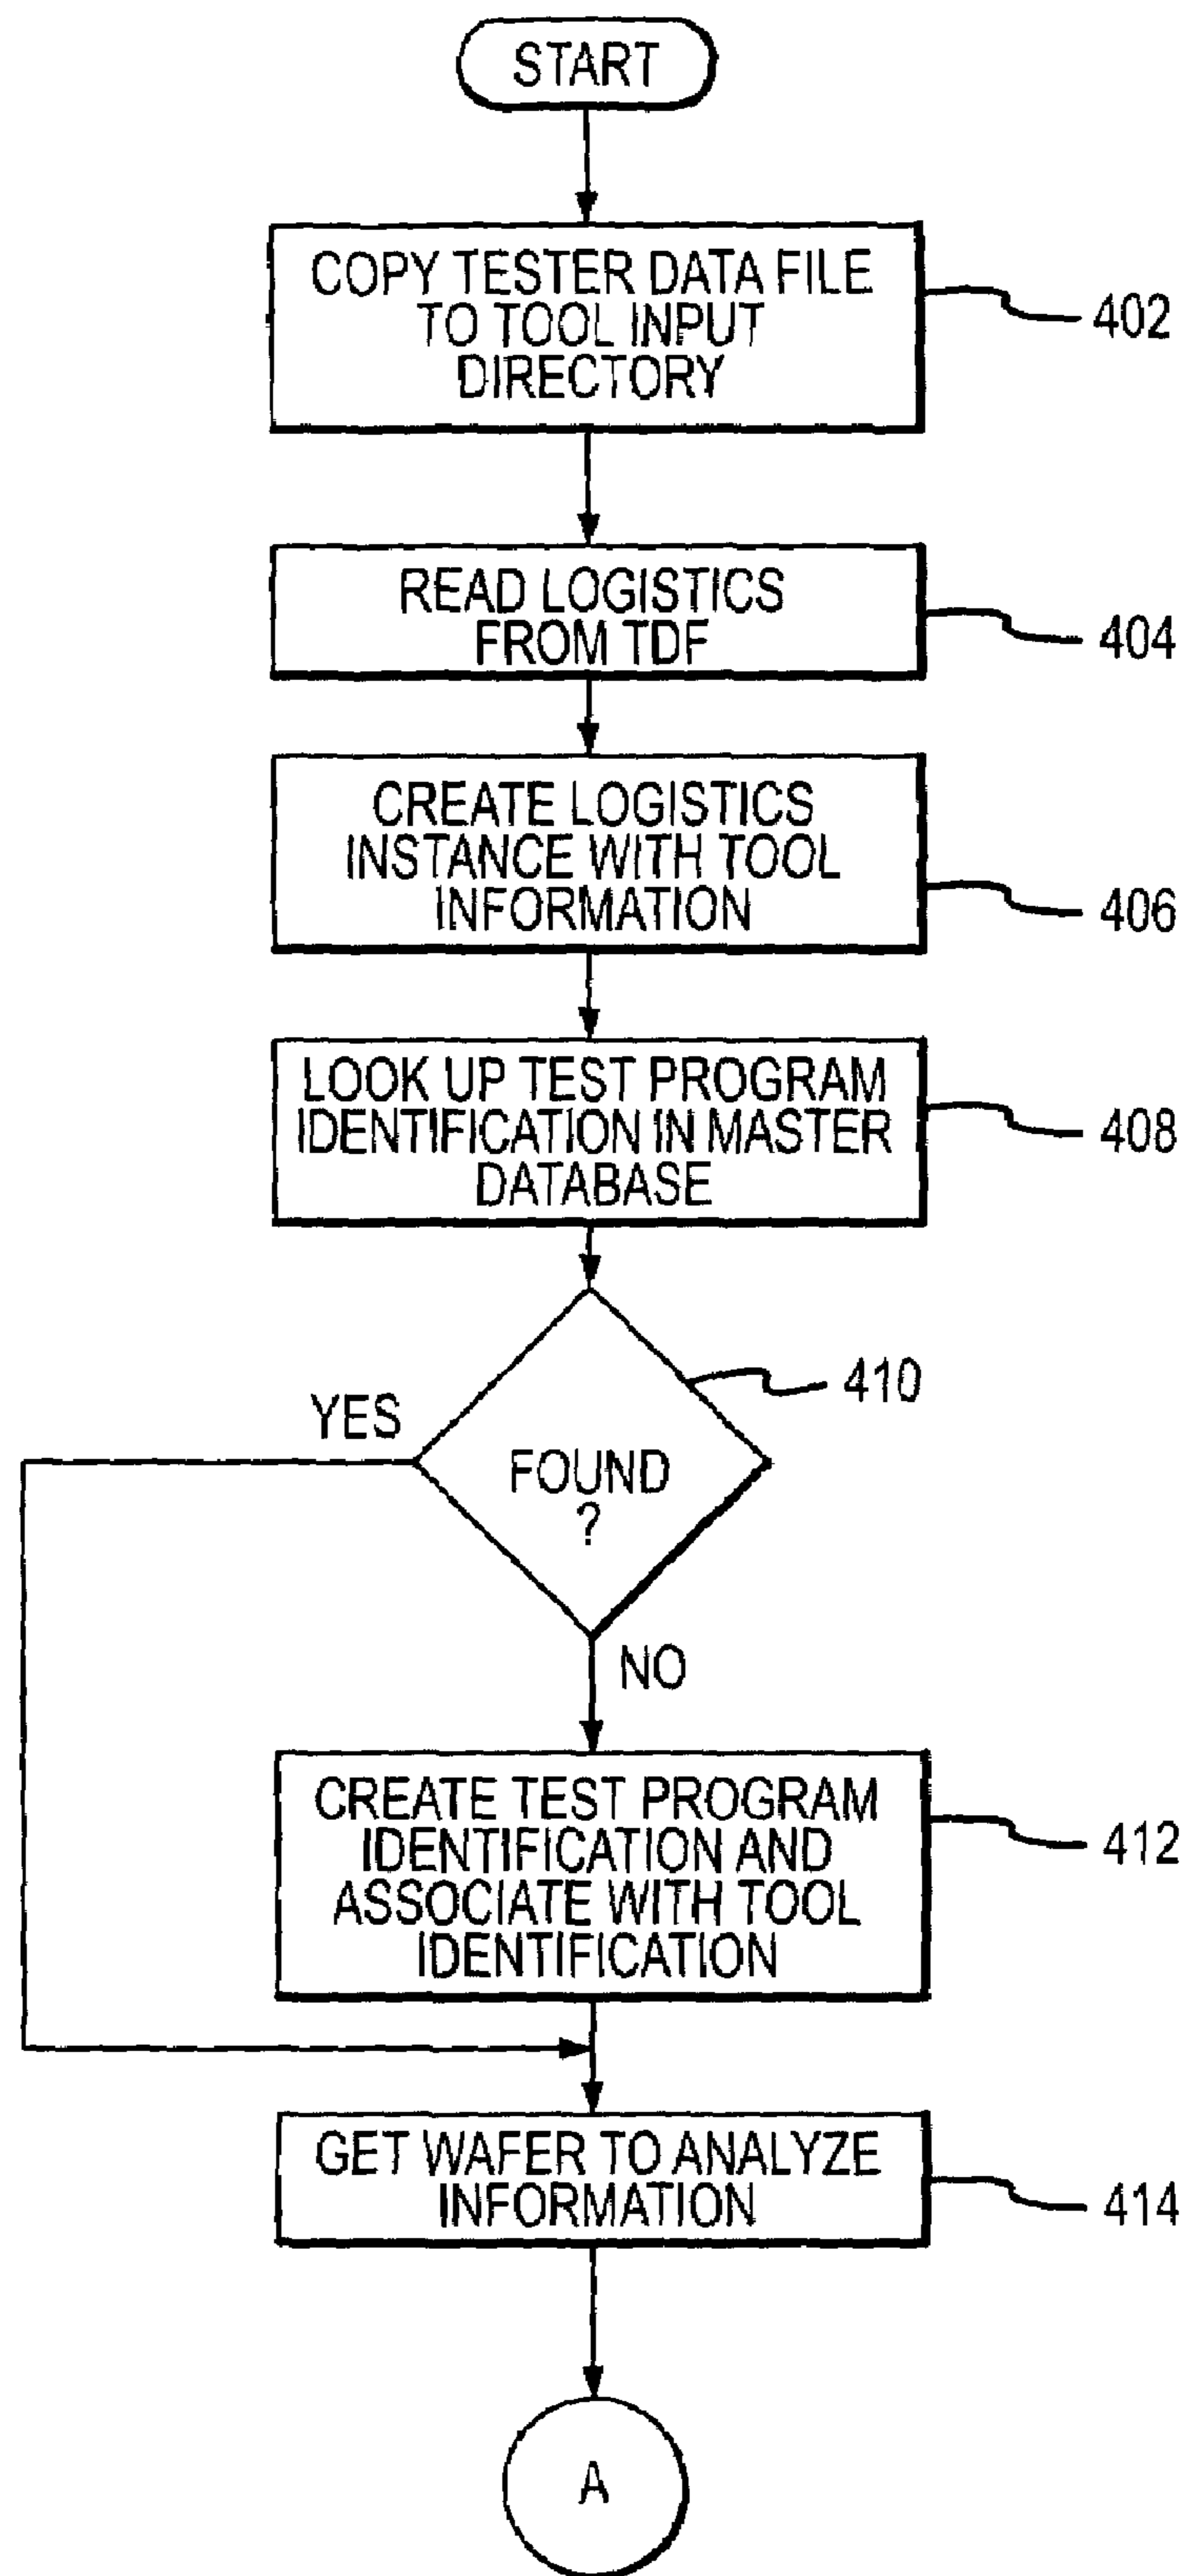 START
COPY TESTER DATA FILE
TO TOOL INPUT
DIRECTORY
402
READ LOGISTICS
FROM TDF
404
CREATE LOGISTICS
INSTANCE WITH TOOL
INFORMATION
406
LOOK UP TEST PROGRAM
IDENTIFICATION IN MASTER
DATABASE
408
410
YES
FOUND
?
NO
CREATE TEST PROGRAM
IDENTIFICATION AND
ASSOCIATE WITH TOOL
IDENTIFICATION
412
GET WAFER TO ANALYZE
INFORMATION
414
A